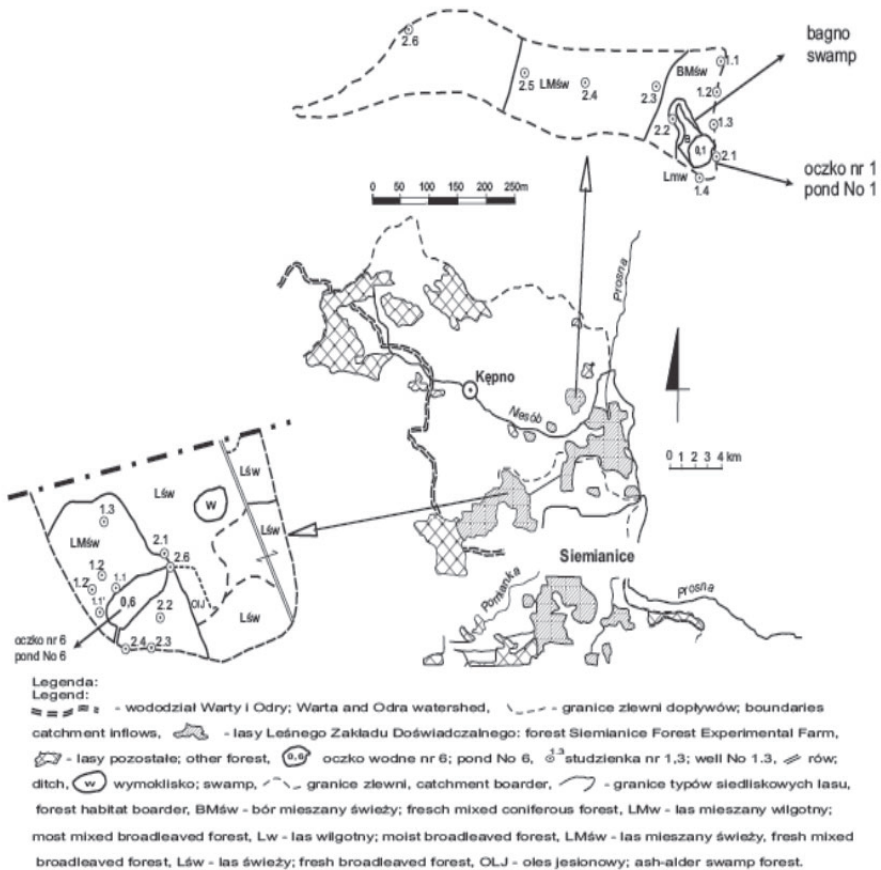 bagno
swamp
2.6
1.1
LMśw
BMśw
2.5
2.4
2.3
1.2
2.2
1.3
B
0,1
2.1
Lmw
1.4
oczko nr 1
pond No 1
0 50 100 150 200 250m
Prosna
Kępno
Niesób
0 1 2 3 4 km
Lśw
Lśw
W
1.3
LMśw
2.1
Lśw
2.6
1.2
1.2'
1.1
1.1'
0,6
2.2
OlJ
Lśw
2.4
2.3
oczko nr 6
pond No 6
Siemianice
Pomianka
Prosna
Legenda:
Legend:
- wododział Warty i Odry; Warta and Odra watershed, - granice zlewni dopływów; boundaries
catchment inflows, - lasy Leśnego Zakładu Doświadczalnego: forest Siemianice Forest Experimental Farm,
- lasy pozostałe; other forest, 0,6 oczko wodne nr 6; pond No 6, 1.3 studzienka nr 1,3; well No 1.3, rów;
ditch, W wymoklisko; swamp, granice zlewni, catchment boarder, - granice typów siedliskowych lasu,
forest habitat boarder, BMśw - bór mieszany świeży; fresch mixed coniferous forest, LMw - las mieszany wilgotny;
most mixed broadleaved forest, Lw - las wilgotny; moist broadleaved forest, LMśw - las mieszany świeży, fresh mixed
broadleaved forest, Lśw - las świeży; fresh broadleaved forest, OLJ - oles jesionowy; ash-alder swamp forest.